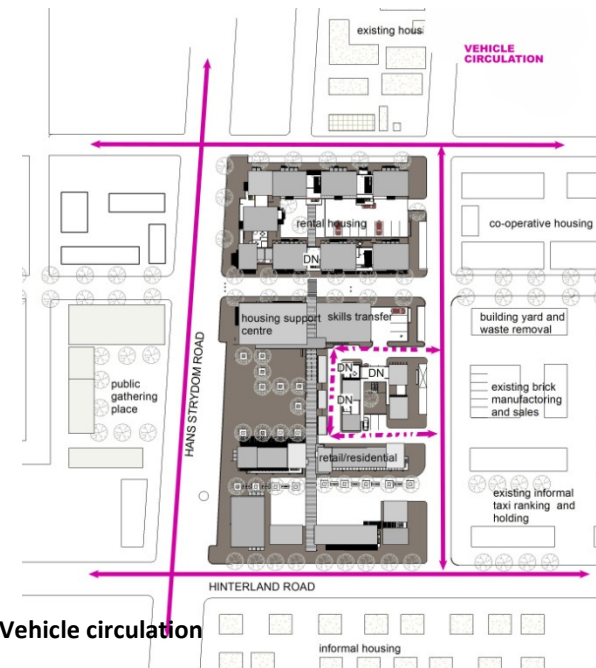 existing housi
VEHICLE
CIRCULATION
rental housing
co-operative housing
DN
housing support
centre
skills transfer
building yard and
waste removal
HANS STRYDOM ROAD
public
gathering
place
DN
DN
DN
existing brick
manufactoring
and sales
retail/residential
existing informal
taxi ranking and
holding
HINTERLAND ROAD
Vehicle circulation
informal housing